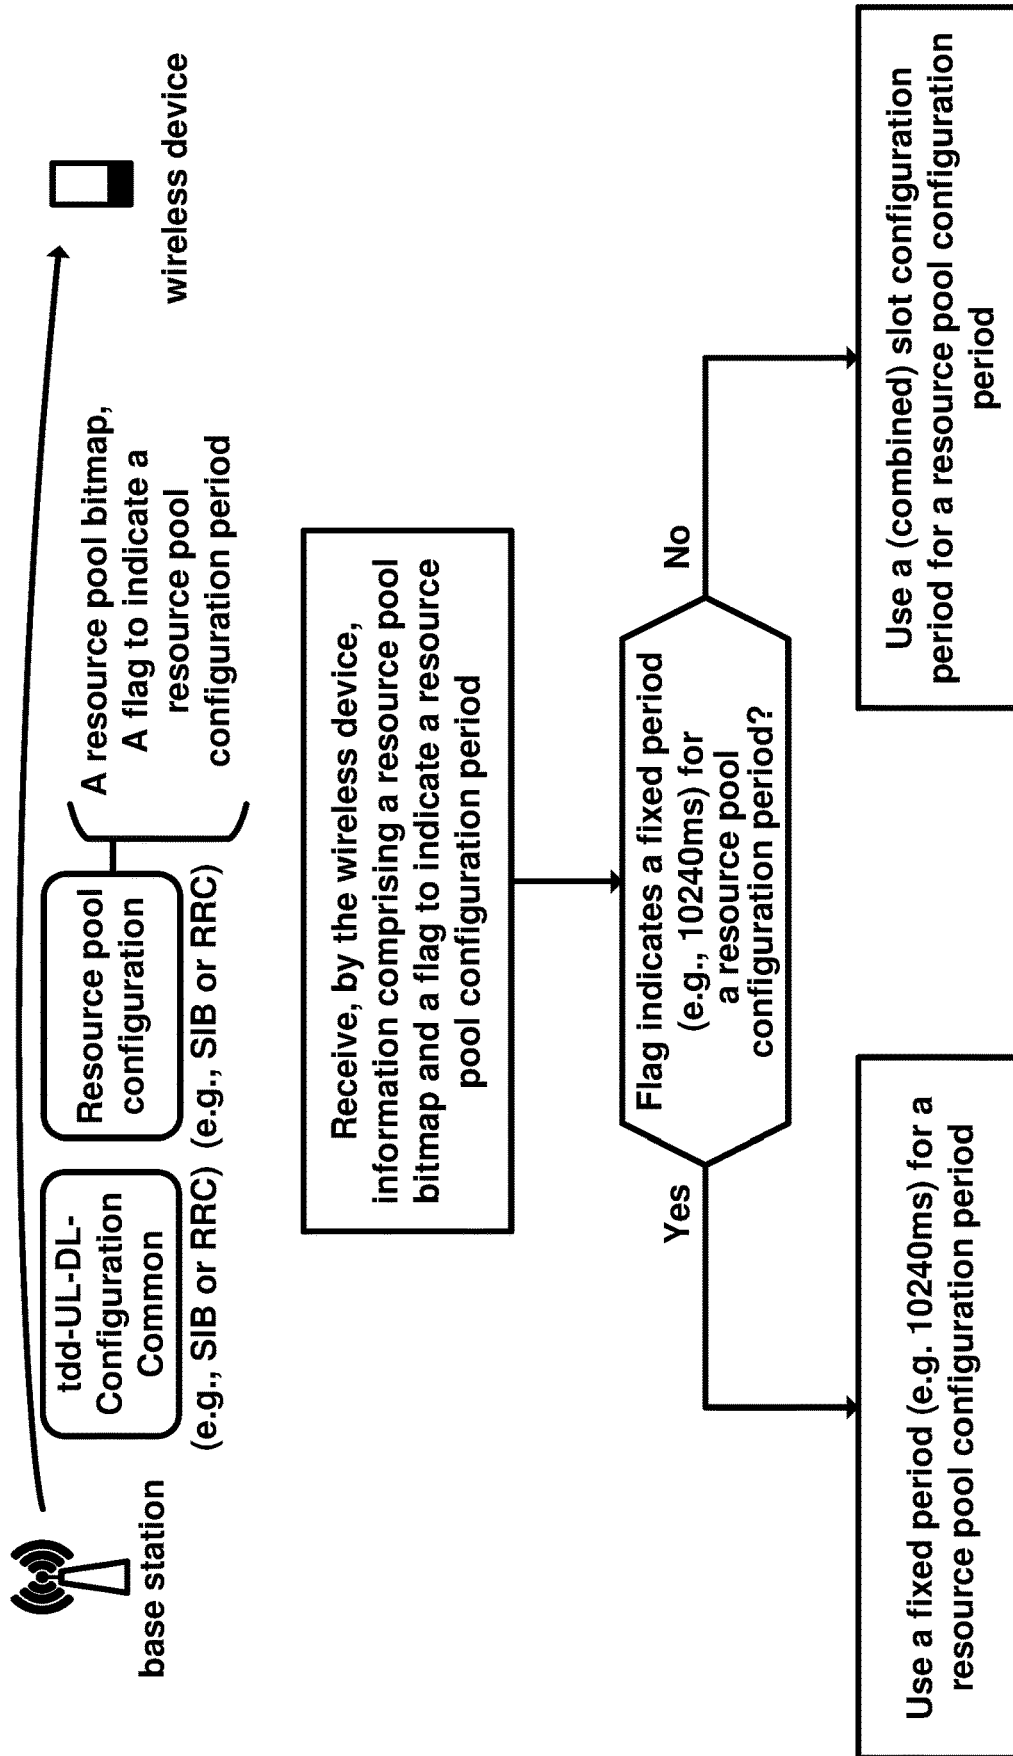 base station
tdd-UL-DL-
Configuration
Common
(e.g., SIB or RRC)
Resource pool
configuration
(e.g., SIB or RRC)
A resource pool bitmap,
A flag to indicate a
resource pool
configuration period
wireless device
Receive, by the wireless device,
information comprising a resource pool
bitmap and a flag to indicate a resource
pool configuration period
Flag indicates a fixed period
(e.g., 10240ms) for
a resource pool
configuration period?
Yes
No
Use a fixed period (e.g. 10240ms) for a
resource pool configuration period
Use a (combined) slot configuration
period for a resource pool configuration
period